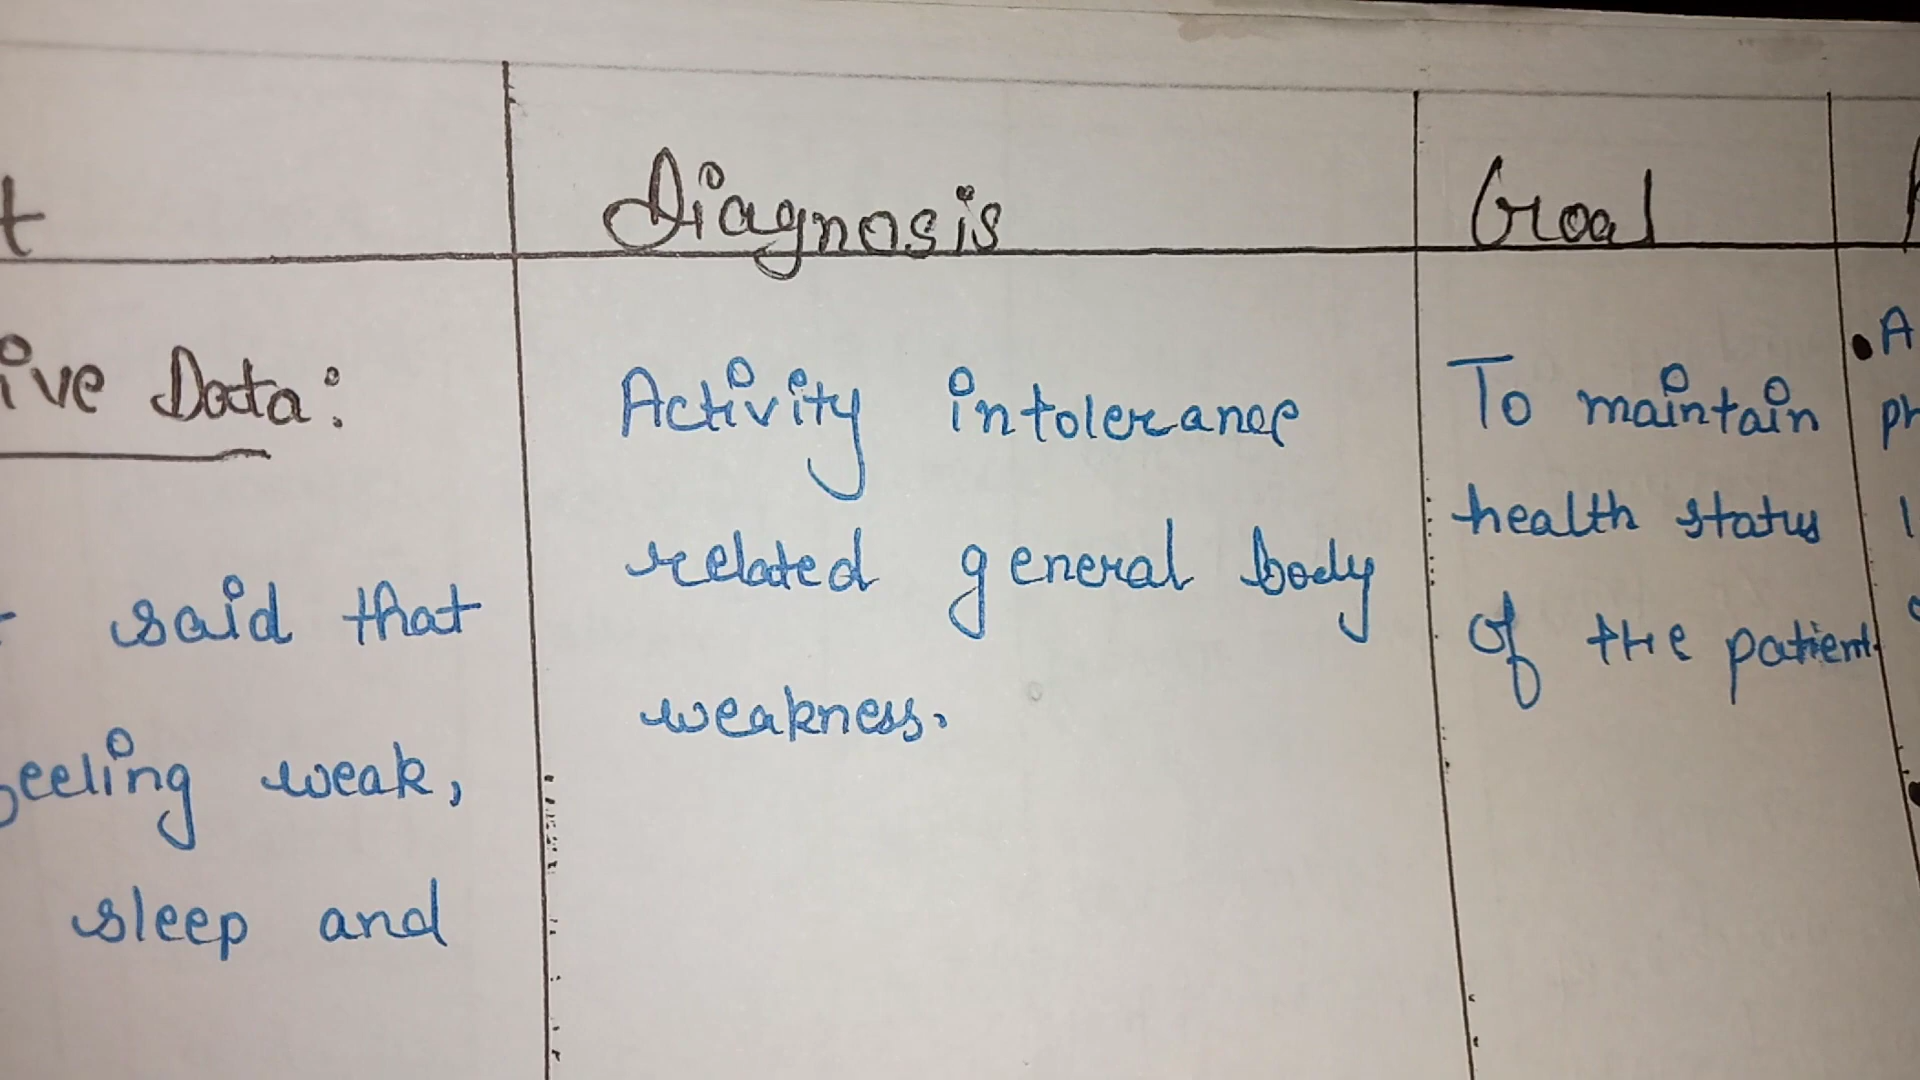 Diagnosis
Goal
ive Data:
Activity intolerance
To maintain
related general body
health status
said that
of the patient.
weakness.
eeling weak,
sleep and